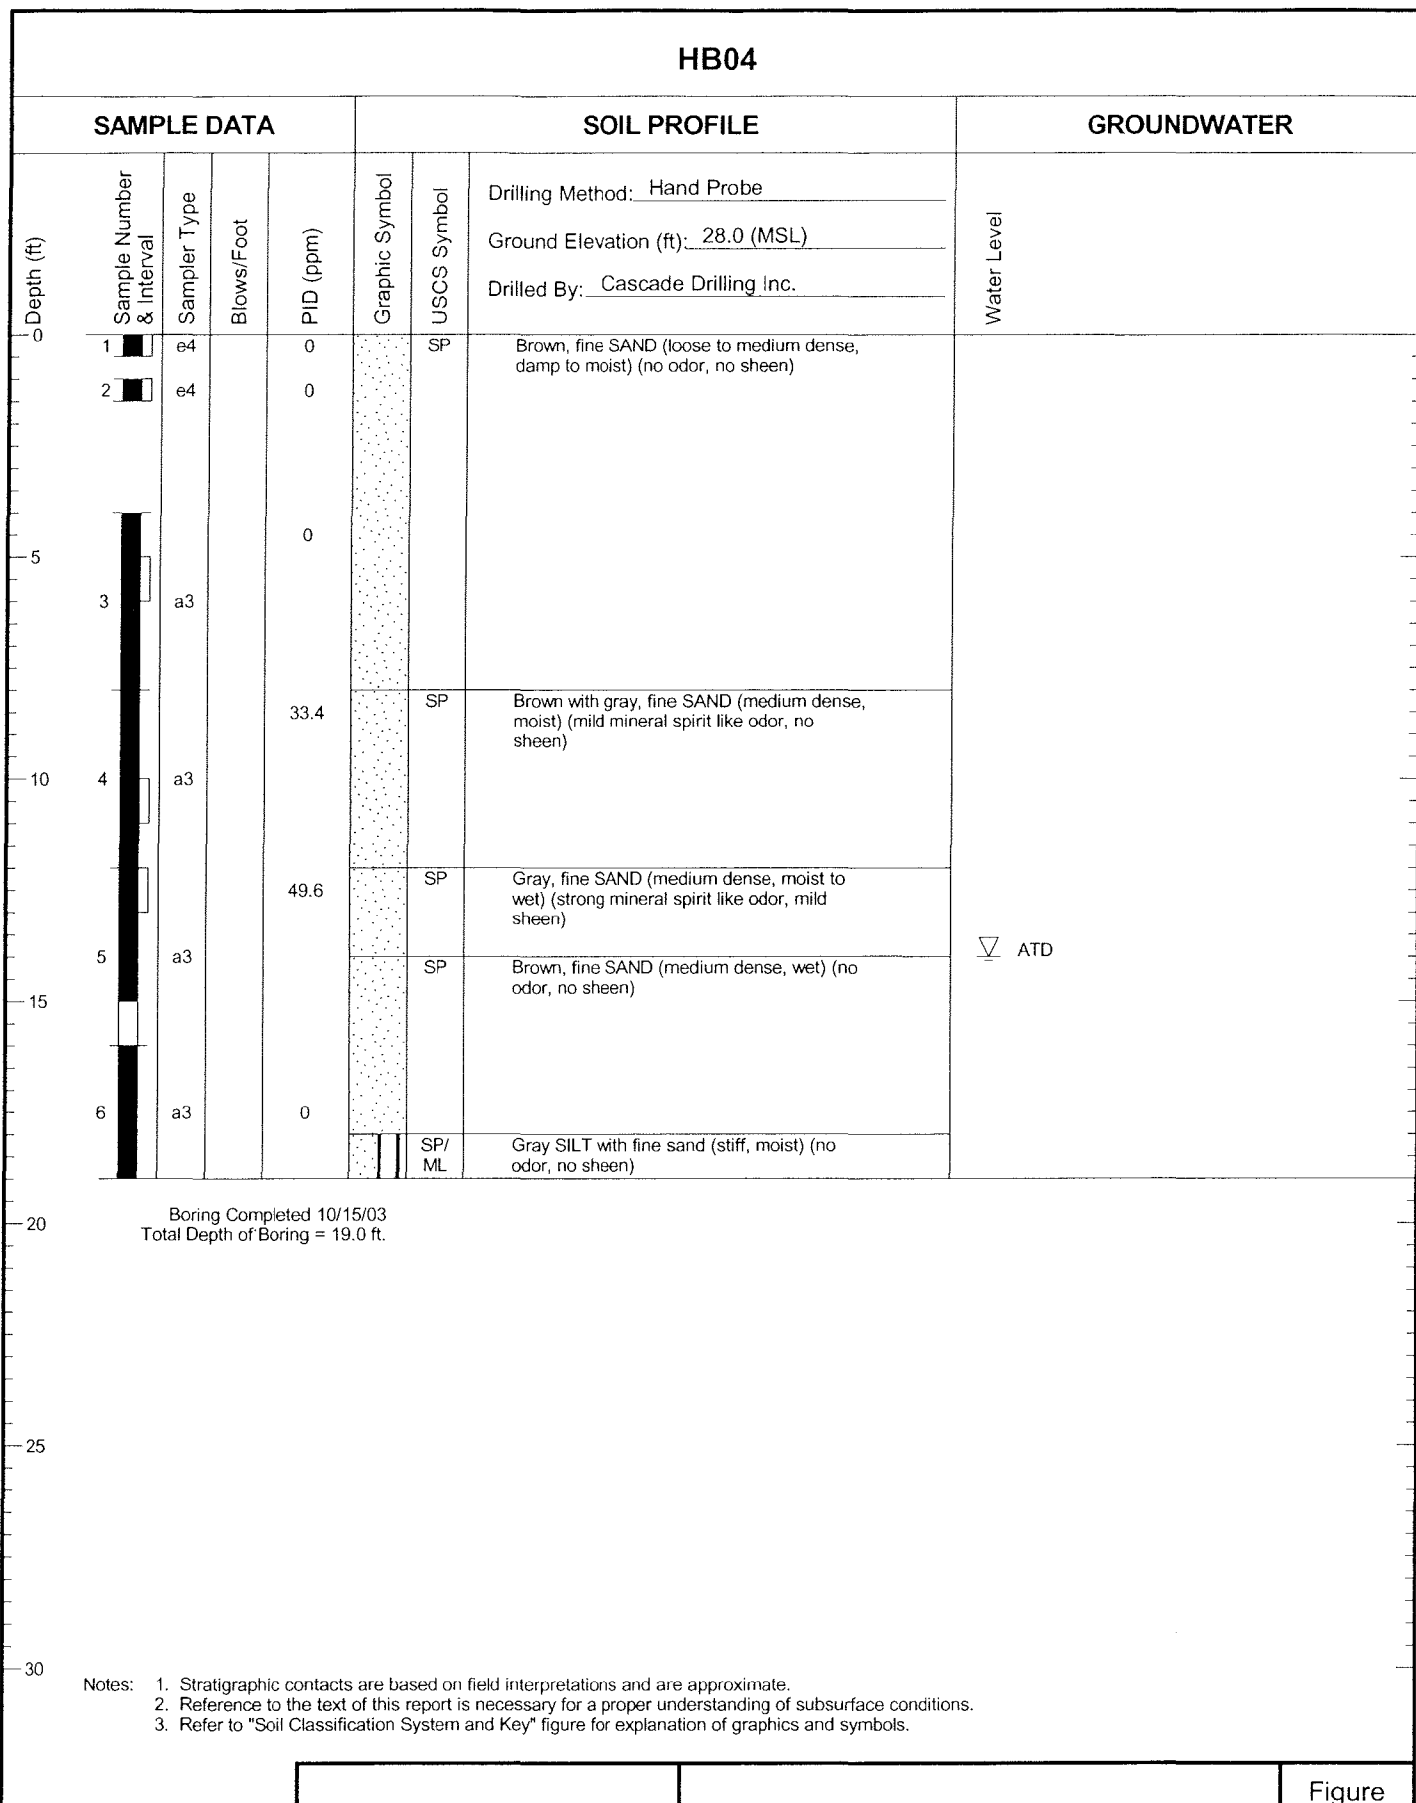 HB04
SAMPLE DATA
SOIL PROFILE
GROUNDWATER
Depth (ft)
Sample Number
& Interval
Sampler Type
Blows/Foot
PID (ppm)
Graphic Symbol
USCS Symbol
Drilling Method: Hand Probe
Ground Elevation (ft): 28.0 (MSL)
Drilled By: Cascade Drilling Inc.
Water Level
0
1 e4 0 SP Brown, fine SAND (loose to medium dense,
damp to moist) (no odor, no sheen)
2 e4 0
0
5
3 a3
33.4 SP Brown with gray, fine SAND (medium dense,
moist) (mild mineral spirit like odor, no
sheen)
10 4 a3
49.6 SP Gray, fine SAND (medium dense, moist to
wet) (strong mineral spirit like odor, mild
sheen)
ATD
5 a3
SP Brown, fine SAND (medium dense, wet) (no
odor, no sheen)
15
6 a3 0
SP/ Gray SILT with fine sand (stiff, moist) (no
ML odor, no sheen)
Boring Completed 10/15/03
20
Total Depth of Boring = 19.0 ft.
25
30
Notes: 1. Stratigraphic contacts are based on field interpretations and are approximate.
2. Reference to the text of this report is necessary for a proper understanding of subsurface conditions.
3. Refer to "Soil Classification System and Key" figure for explanation of graphics and symbols.
Figure